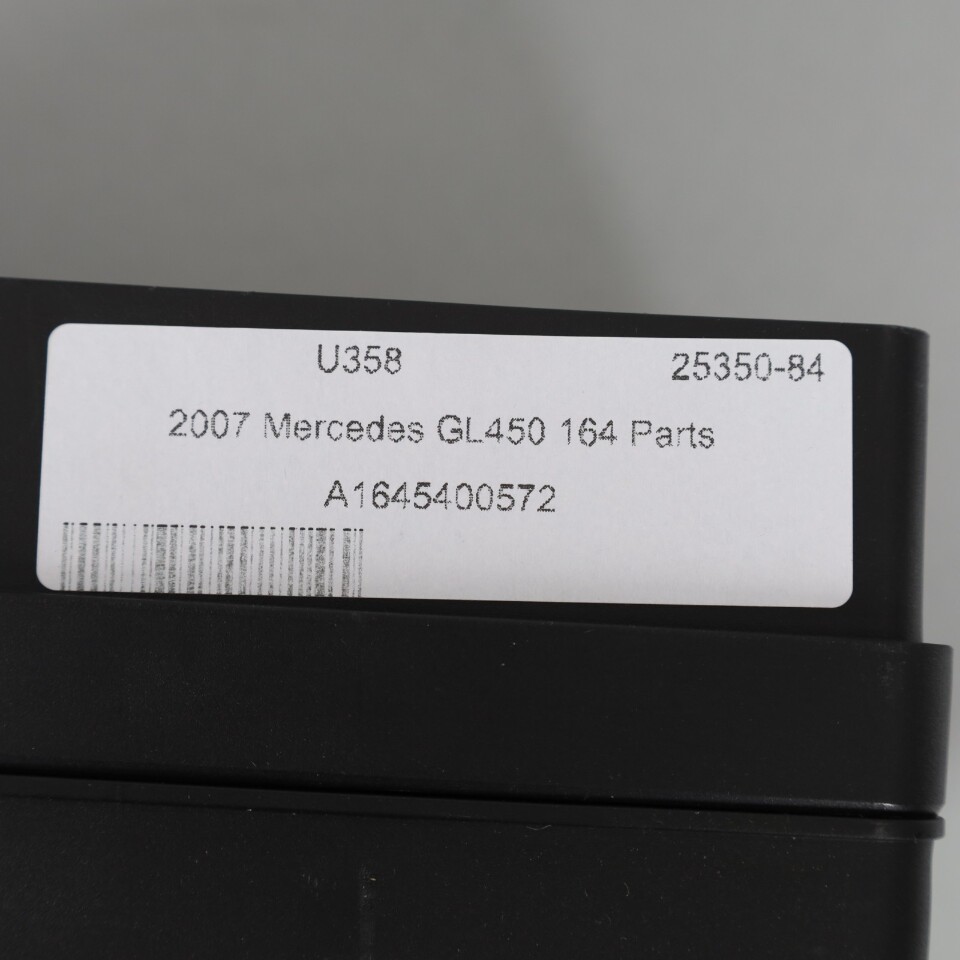 U358 25350-84
2007 Mercedes GL450 164 Parts
A1645400572